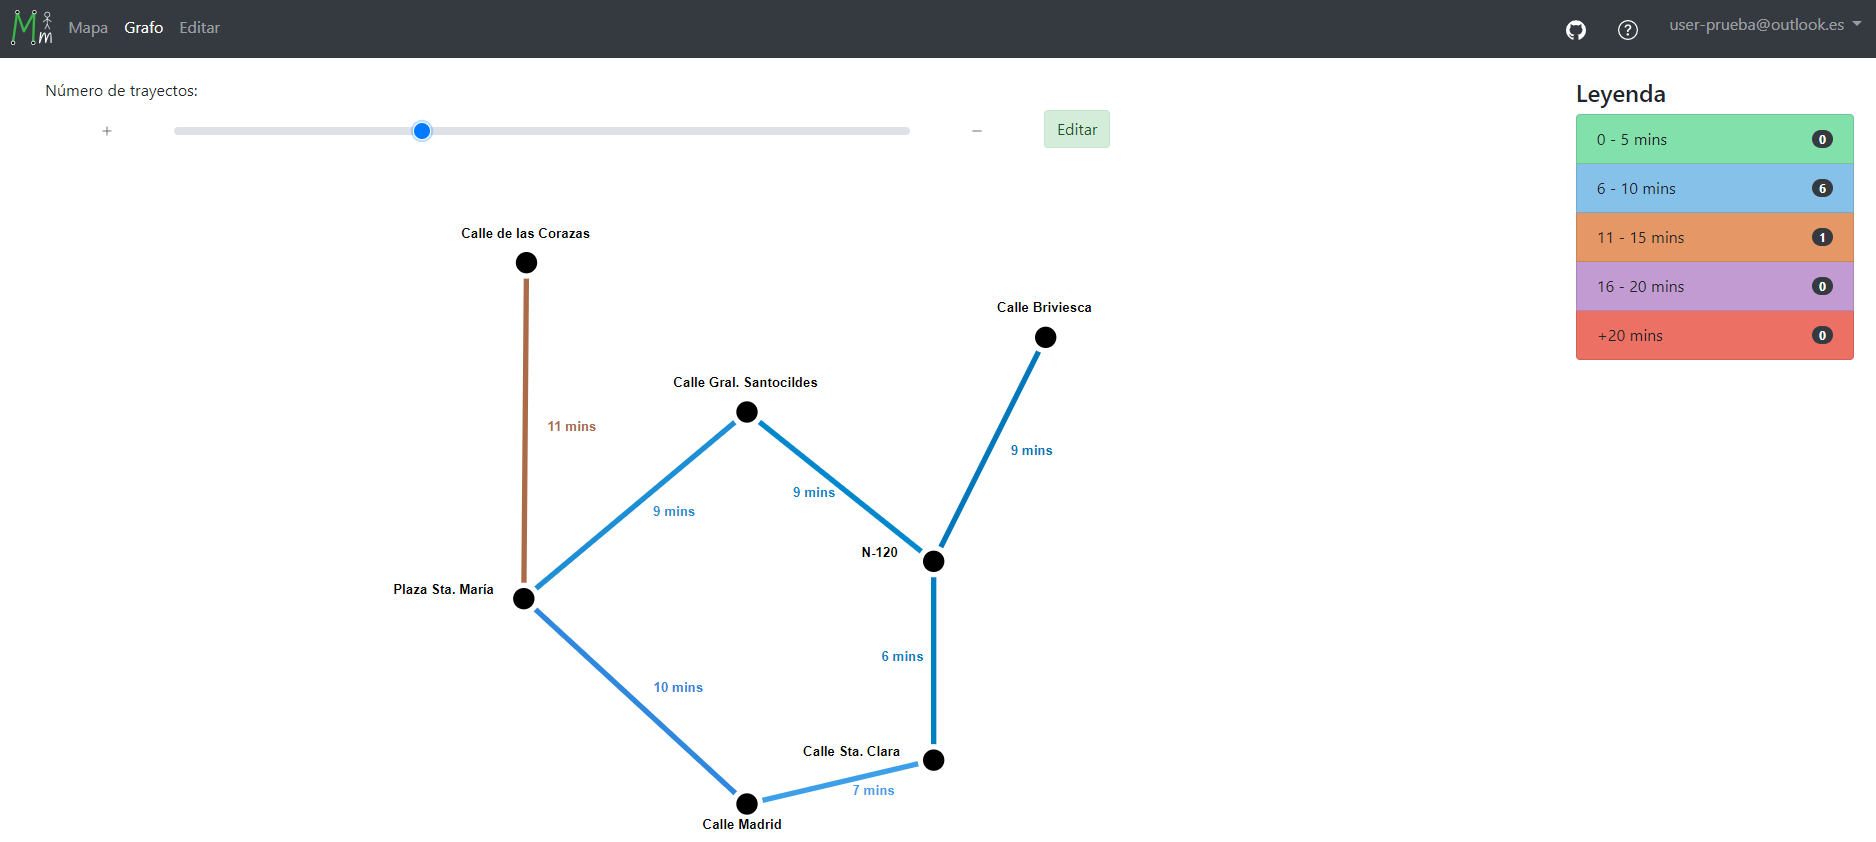 Mm Mapa Grafo Editar user-prueba@outlook.es
Número de trayectos:
+ − Editar
Leyenda
0 - 5 mins 0
6 - 10 mins 6
11 - 15 mins 1
16 - 20 mins 0
+20 mins 0
Calle de las Corazas
Calle Briviesca
Calle Gral. Santocildes
11 mins
9 mins
9 mins
9 mins
N-120
Plaza Sta. María
6 mins
10 mins
Calle Sta. Clara
7 mins
Calle Madrid